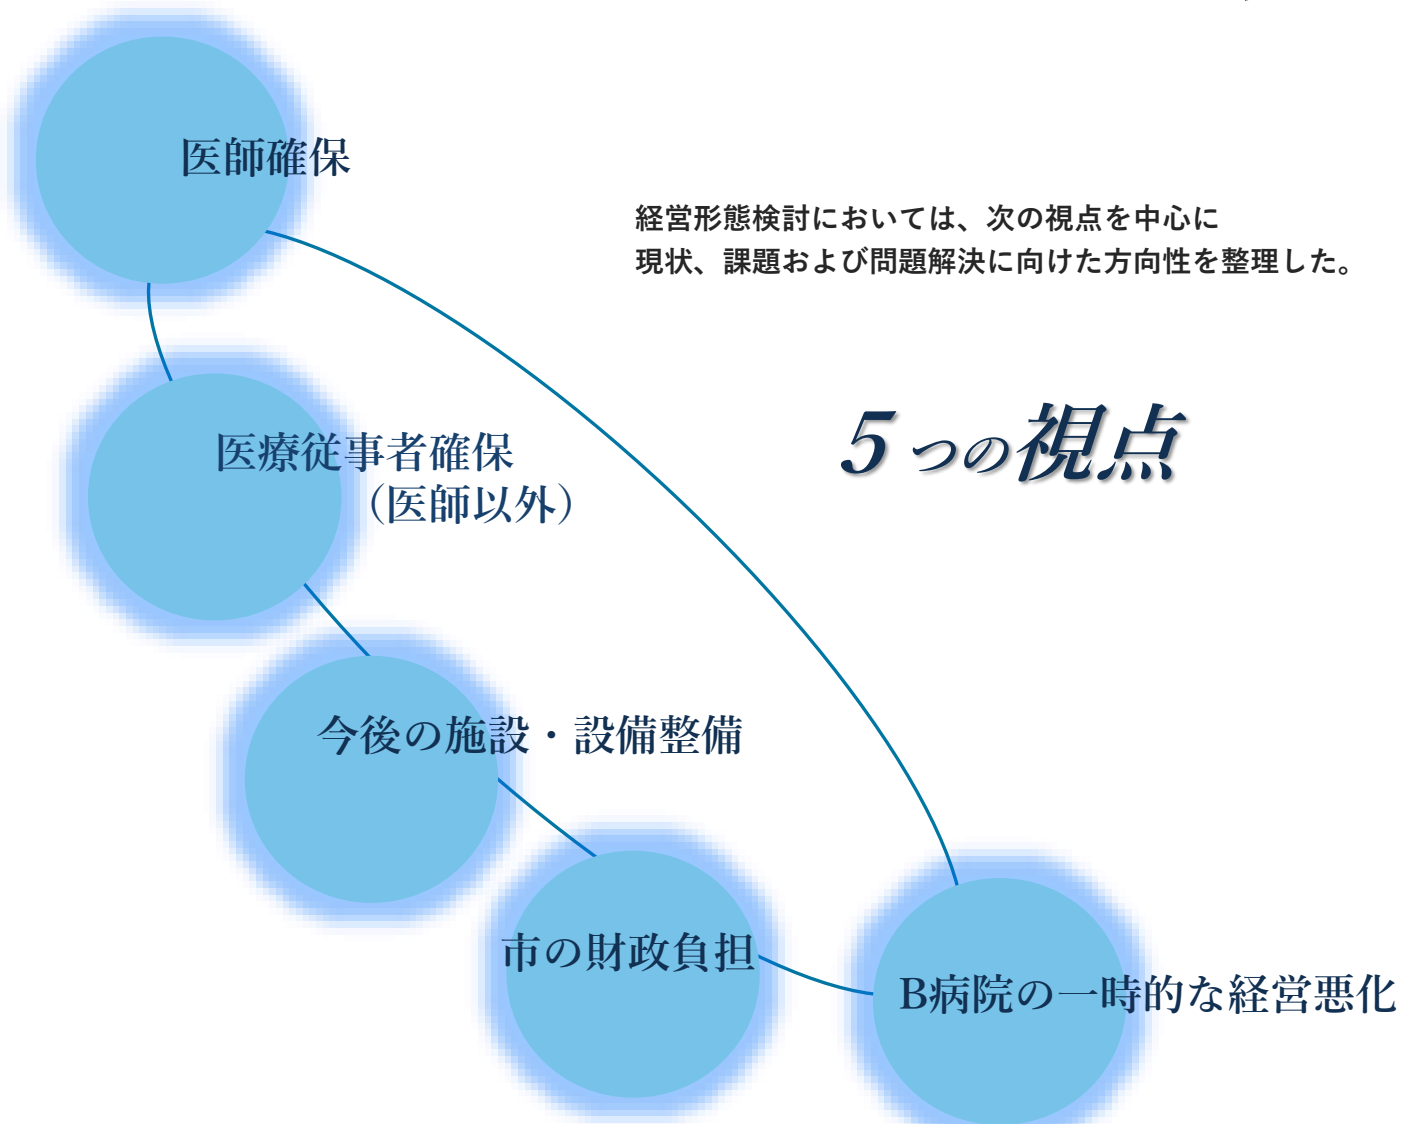 医師確保
経営形態検討においては、次の視点を中心に
現状、課題および問題解決に向けた方向性を整理した。
５つの視点
医療従事者確保
（医師以外）
今後の施設・設備整備
市の財政負担
B病院の一時的な経営悪化